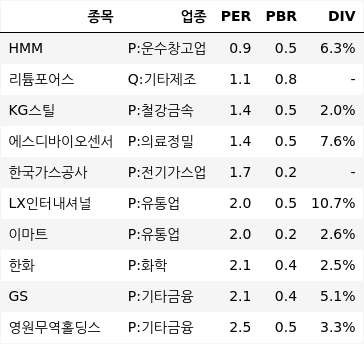 종목 업종 PER PBR DIV
HMM P:운수창고업 0.9 0.5 6.3%
리튬포어스 Q:기타제조 1.1 0.8 -
KG스틸 P:철강금속 1.4 0.5 2.0%
에스디바이오센서 P:의료정밀 1.4 0.5 7.6%
한국가스공사 P:전기가스업 1.7 0.2 -
LX인터내셔널 P:유통업 2.0 0.5 10.7%
이마트 P:유통업 2.0 0.2 2.6%
한화 P:화학 2.1 0.4 2.5%
GS P:기타금융 2.1 0.4 5.1%
영원무역홀딩스 P:기타금융 2.5 0.5 3.3%